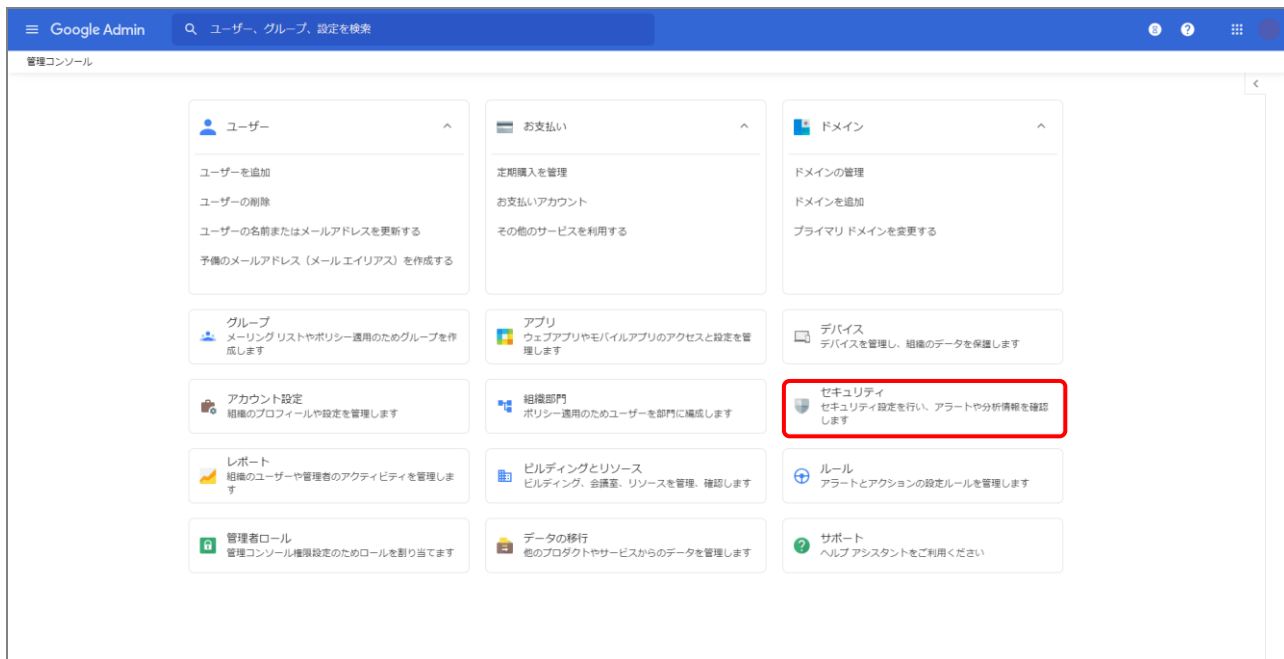 Google Admin
ユーザー、グループ、設定を検索
8
?
管理コンソール
ユーザー
ユーザーを追加
ユーザーの削除
ユーザーの名前またはメールアドレスを更新する
予備のメールアドレス（メール エイリアス）を作成する
お支払い
定期購入を管理
お支払いアカウント
その他のサービスを利用する
ドメイン
ドメインの管理
ドメインを追加
プライマリ ドメインを変更する
グループ
メーリング リストやポリシー適用のためグループを作
成します
アプリ
ウェブアプリやモバイルアプリのアクセスと設定を管
理します
デバイス
デバイスを管理し、組織のデータを保護します
アカウント設定
組織のプロフィールや設定を管理します
組織部門
ポリシー適用のためユーザーを部門に編成します
セキュリティ
セキュリティ設定を行い、アラートや分析情報を確認
します
レポート
組織のユーザーや管理者のアクティビティを管理しま
す
ビルディングとリソース
ビルディング、会議室、リソースを管理、確認します
ルール
アラートとアクションの設定ルールを管理します
管理者ロール
管理コンソール権限設定のためロールを割り当てます
データの移行
他のプロダクトやサービスからのデータを管理します
?
サポート
ヘルプ アシスタントをご利用ください